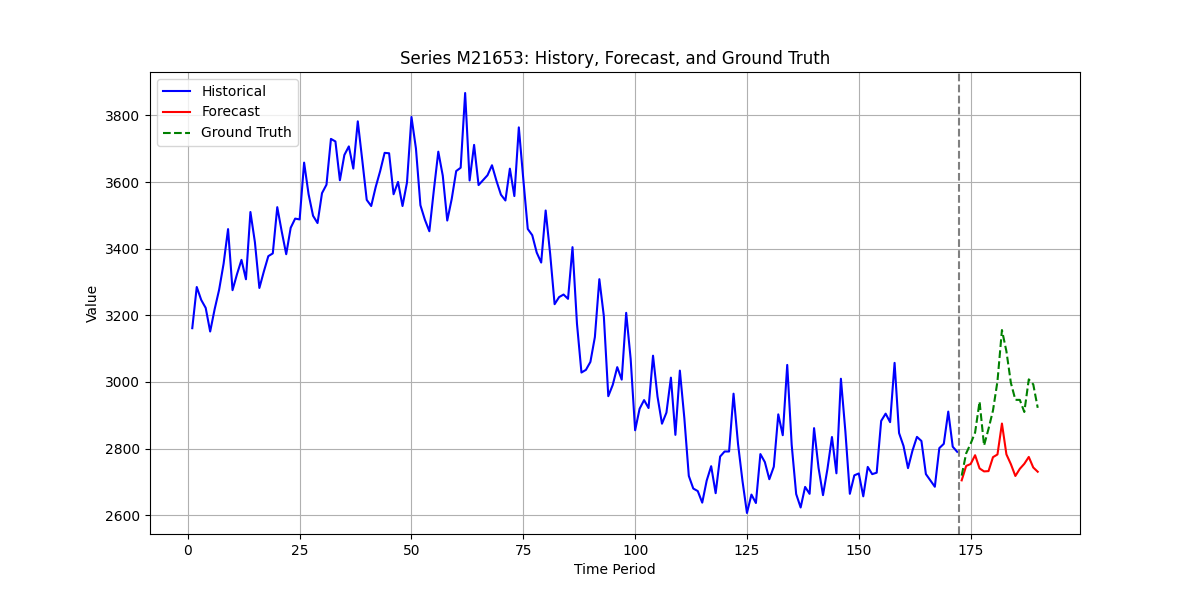 Series M21653: History, Forecast, and Ground Truth
Historical
Forecast
Ground Truth
3800
3600
3400
3200
3000
2800
2600
Value
0 25 50 75 100 125 150 175
Time Period